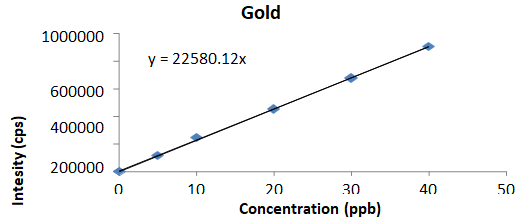 Gold
1000000
y = 22580.12x
600000
400000
200000
0 10 20 30 40 50
Intesity (cps)
Concentration (ppb)